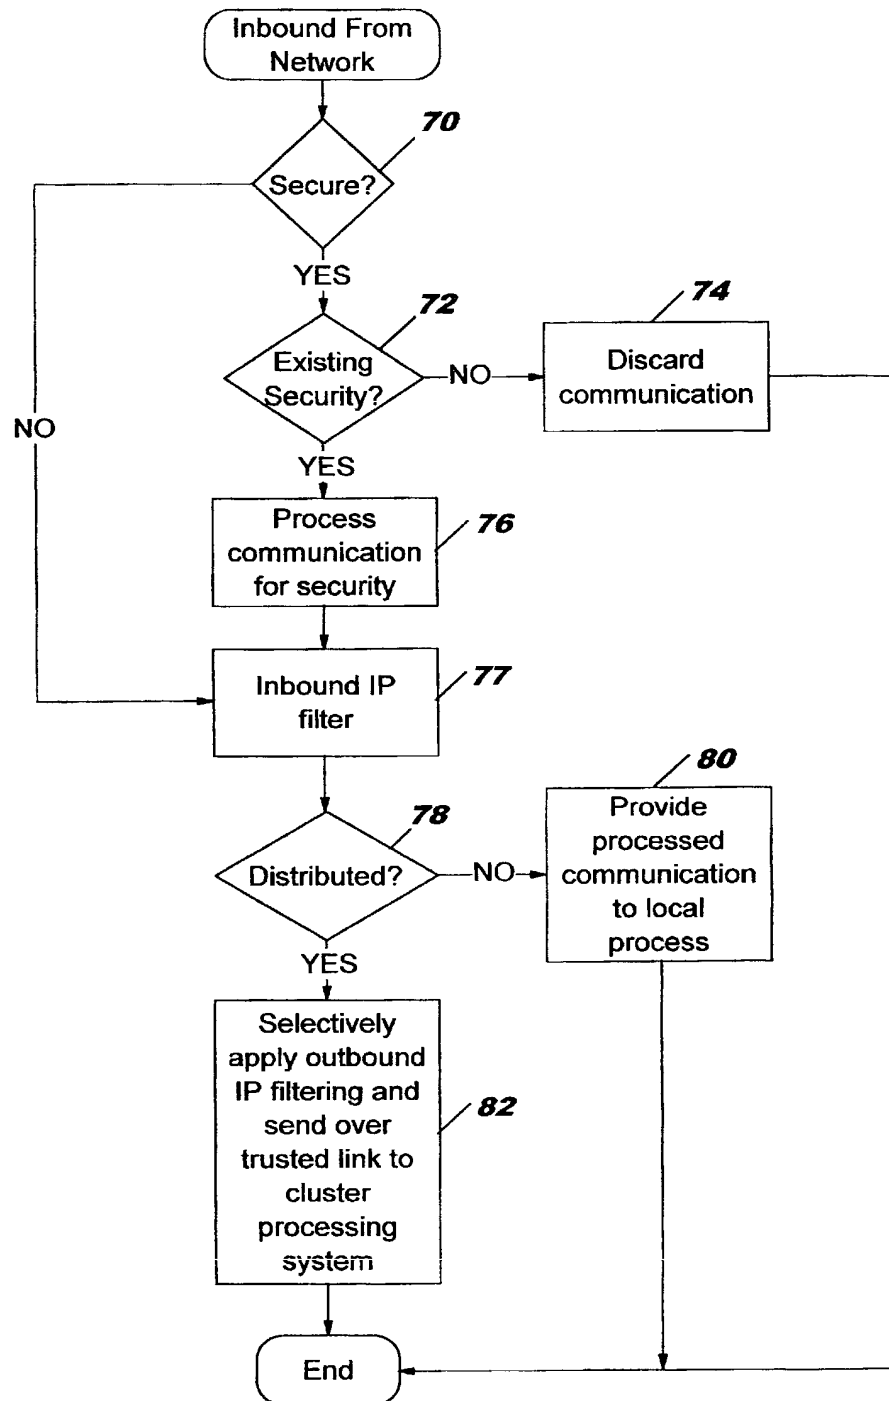 Inbound From
Network
70
Secure?
YES
72
Existing
Security?
NO
74
Discard
communication
NO
YES
Process
communication
for security
76
Inbound IP
filter
77
78
Distributed?
NO
80
Provide
processed
communication
to local
process
YES
Selectively
apply outbound
IP filtering and
send over
trusted link to
cluster
processing
system
82
End